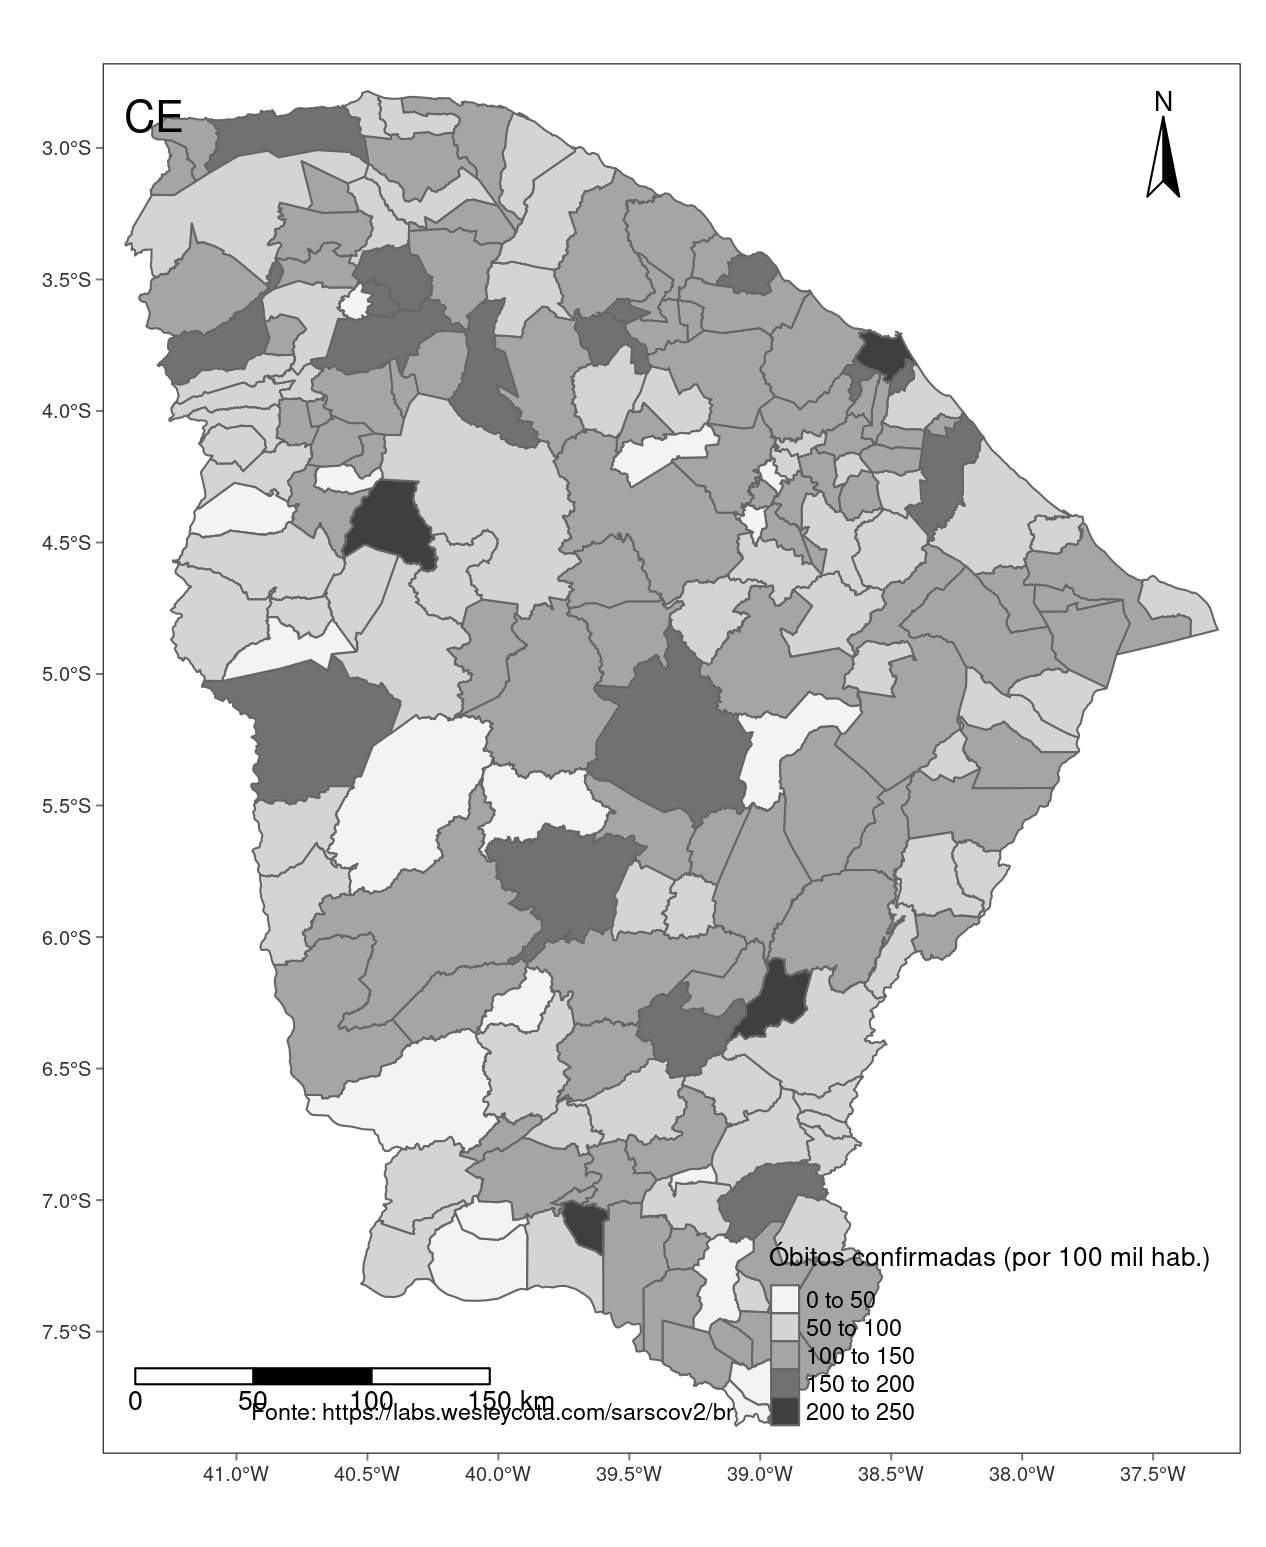 CE
N
3.0°S
3.5°S
4.0°S
4.5°S
5.0°S
5.5°S
6.0°S
6.5°S
7.0°S
7.5°S
Óbitos confirmadas (por 100 mil hab.)
0 to 50
50 to 100
100 to 150
150 to 200
200 to 250
0 50 100 150 km
Fonte: https://labs.wesleycota.com/sarscov2/br
41.0°W 40.5°W 40.0°W 39.5°W 39.0°W 38.5°W 38.0°W 37.5°W